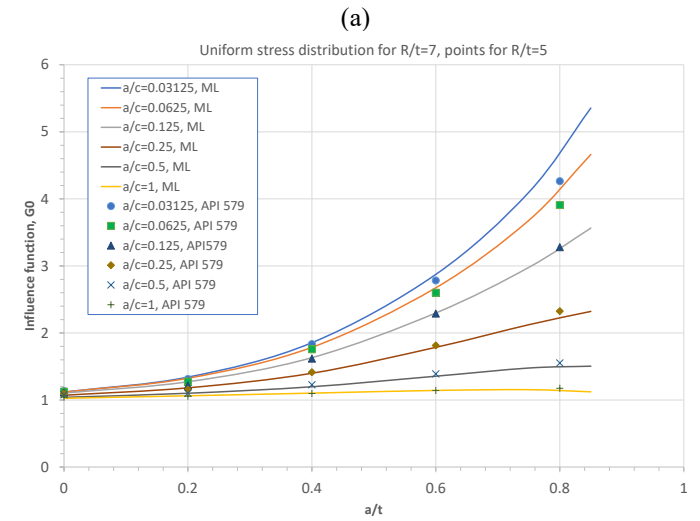 (a)
Uniform stress distribution for R/t=7, points for R/t=5
6
5
4
3
2
1
0
Influence function, G0
a/c=0.03125, ML
a/c=0.0625, ML
a/c=0.125, ML
a/c=0.25, ML
a/c=0.5, ML
a/c=1, ML
a/c=0.03125, API 579
a/c=0.0625, API 579
a/c=0.125, API579
a/c=0.25, API 579
a/c=0.5, API 579
a/c=1, API 579
0 0.2 0.4 0.6 0.8 1
a/t